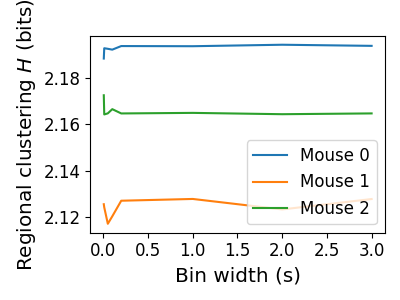 Regional clustering H (bits)
2.18
2.16
2.14
2.12
0.0 0.5 1.0 1.5 2.0 2.5 3.0
Bin width (s)
Mouse 0
Mouse 1
Mouse 2